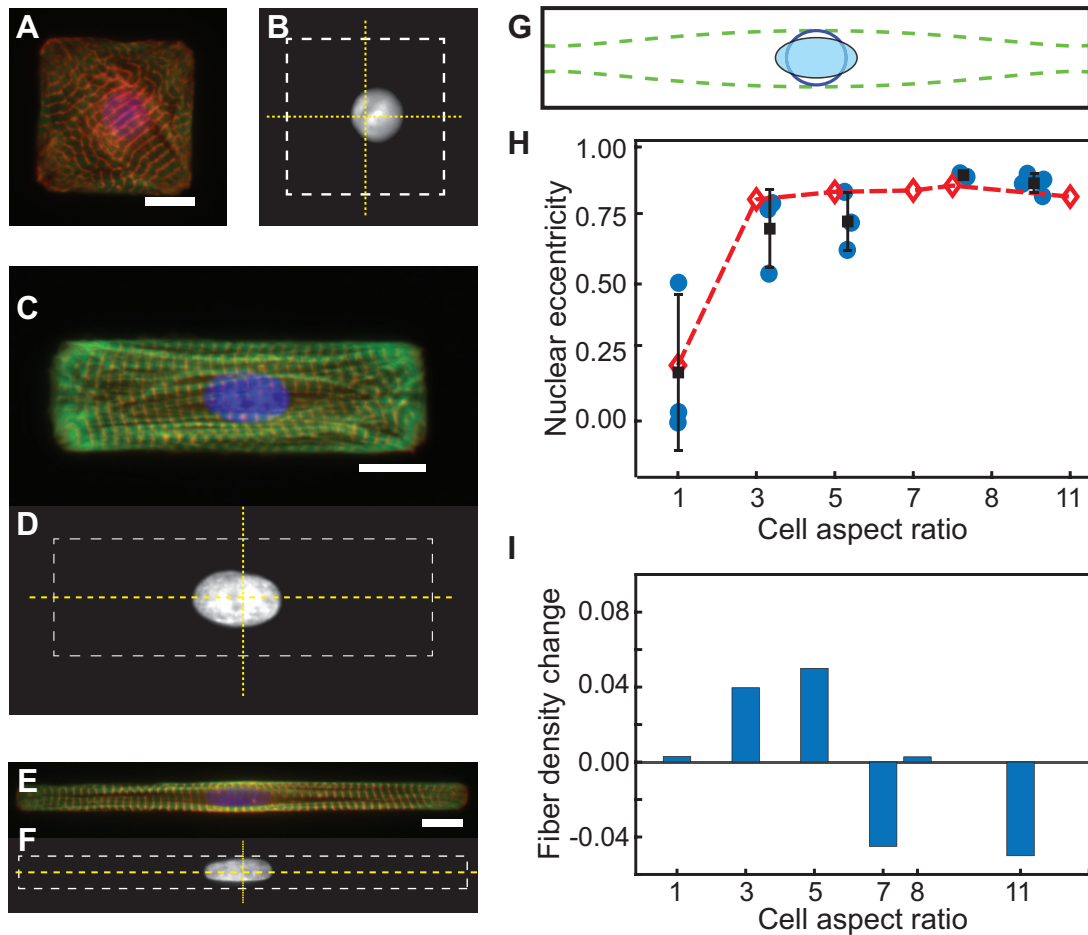 A
B
C
D
E
F
G
H
1.00
0.75
0.50
0.25
0.00
Nuclear eccentricity
1 3 5 7 8 11
Cell aspect ratio
I
0.08
0.04
0.00
-0.04
Fiber density change
1 3 5 7 8 11
Cell aspect ratio